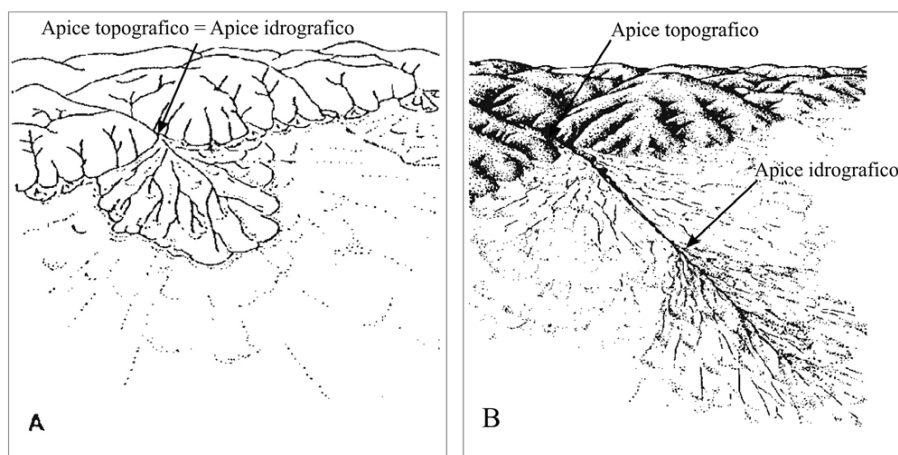 Apice topografico = Apice idrografico
A
Apice topografico
Apice idrografico
B